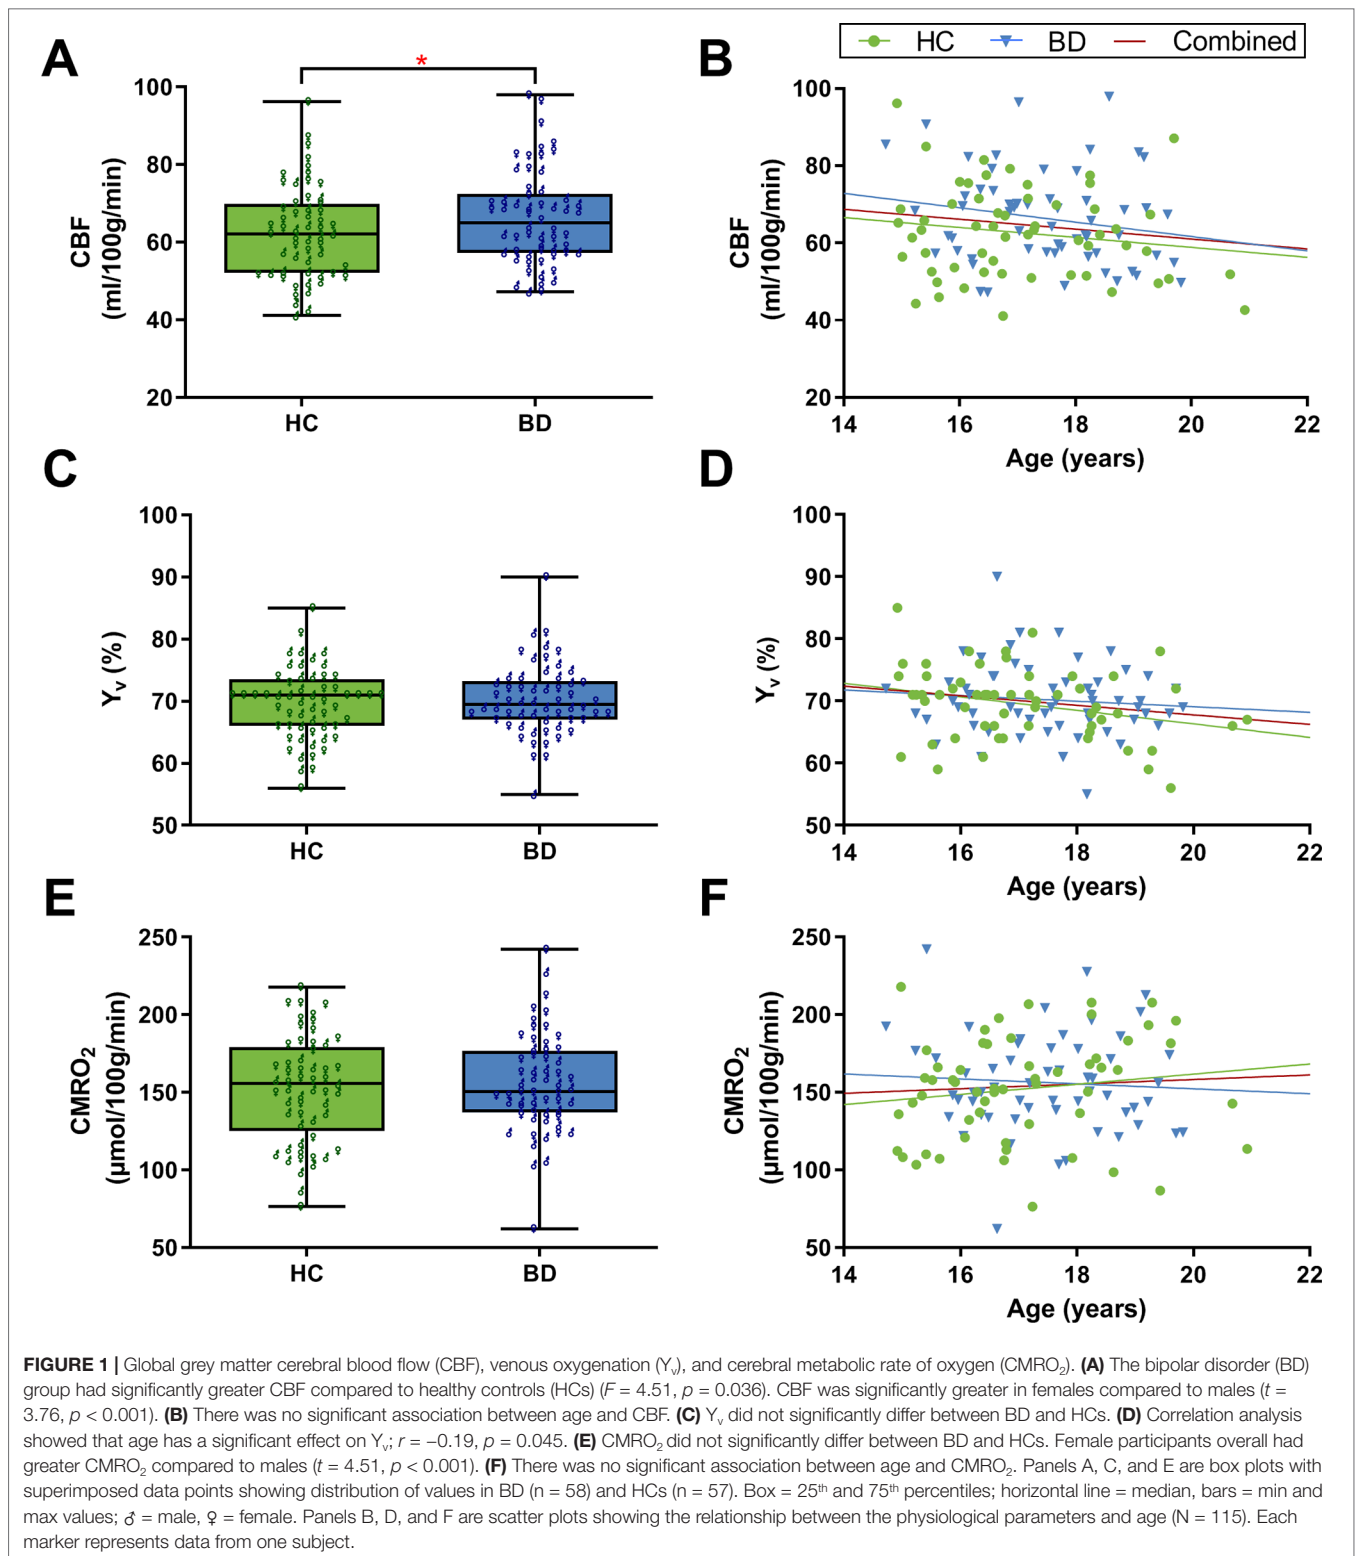 A
B
HC BD Combined
*
100
80
60
40
20
CBF
(ml/100g/min)
HC BD
100
80
60
40
20
CBF
(ml/100g/min)
14 16 18 20 22
Age (years)
C
D
100
90
80
70
60
50
Yv (%)
HC BD
100
90
80
70
60
50
Yv (%)
14 16 18 20 22
Age (years)
E
F
250
200
150
100
50
CMRO2
(µmol/100g/min)
HC BD
250
200
150
100
50
CMRO2
(µmol/100g/min)
14 16 18 20 22
Age (years)
FIGURE 1 | Global grey matter cerebral blood flow (CBF), venous oxygenation (Yv), and cerebral metabolic rate of oxygen (CMRO2). (A) The bipolar disorder (BD)
group had significantly greater CBF compared to healthy controls (HCs) (F = 4.51, p = 0.036). CBF was significantly greater in females compared to males (t =
3.76, p < 0.001). (B) There was no significant association between age and CBF. (C) Yv did not significantly differ between BD and HCs. (D) Correlation analysis
showed that age has a significant effect on Yv; r = −0.19, p = 0.045. (E) CMRO2 did not significantly differ between BD and HCs. Female participants overall had
greater CMRO2 compared to males (t = 4.51, p < 0.001). (F) There was no significant association between age and CMRO2. Panels A, C, and E are box plots with
superimposed data points showing distribution of values in BD (n = 58) and HCs (n = 57). Box = 25th and 75th percentiles; horizontal line = median, bars = min and
max values; ♂ = male, ♀ = female. Panels B, D, and F are scatter plots showing the relationship between the physiological parameters and age (N = 115). Each
marker represents data from one subject.